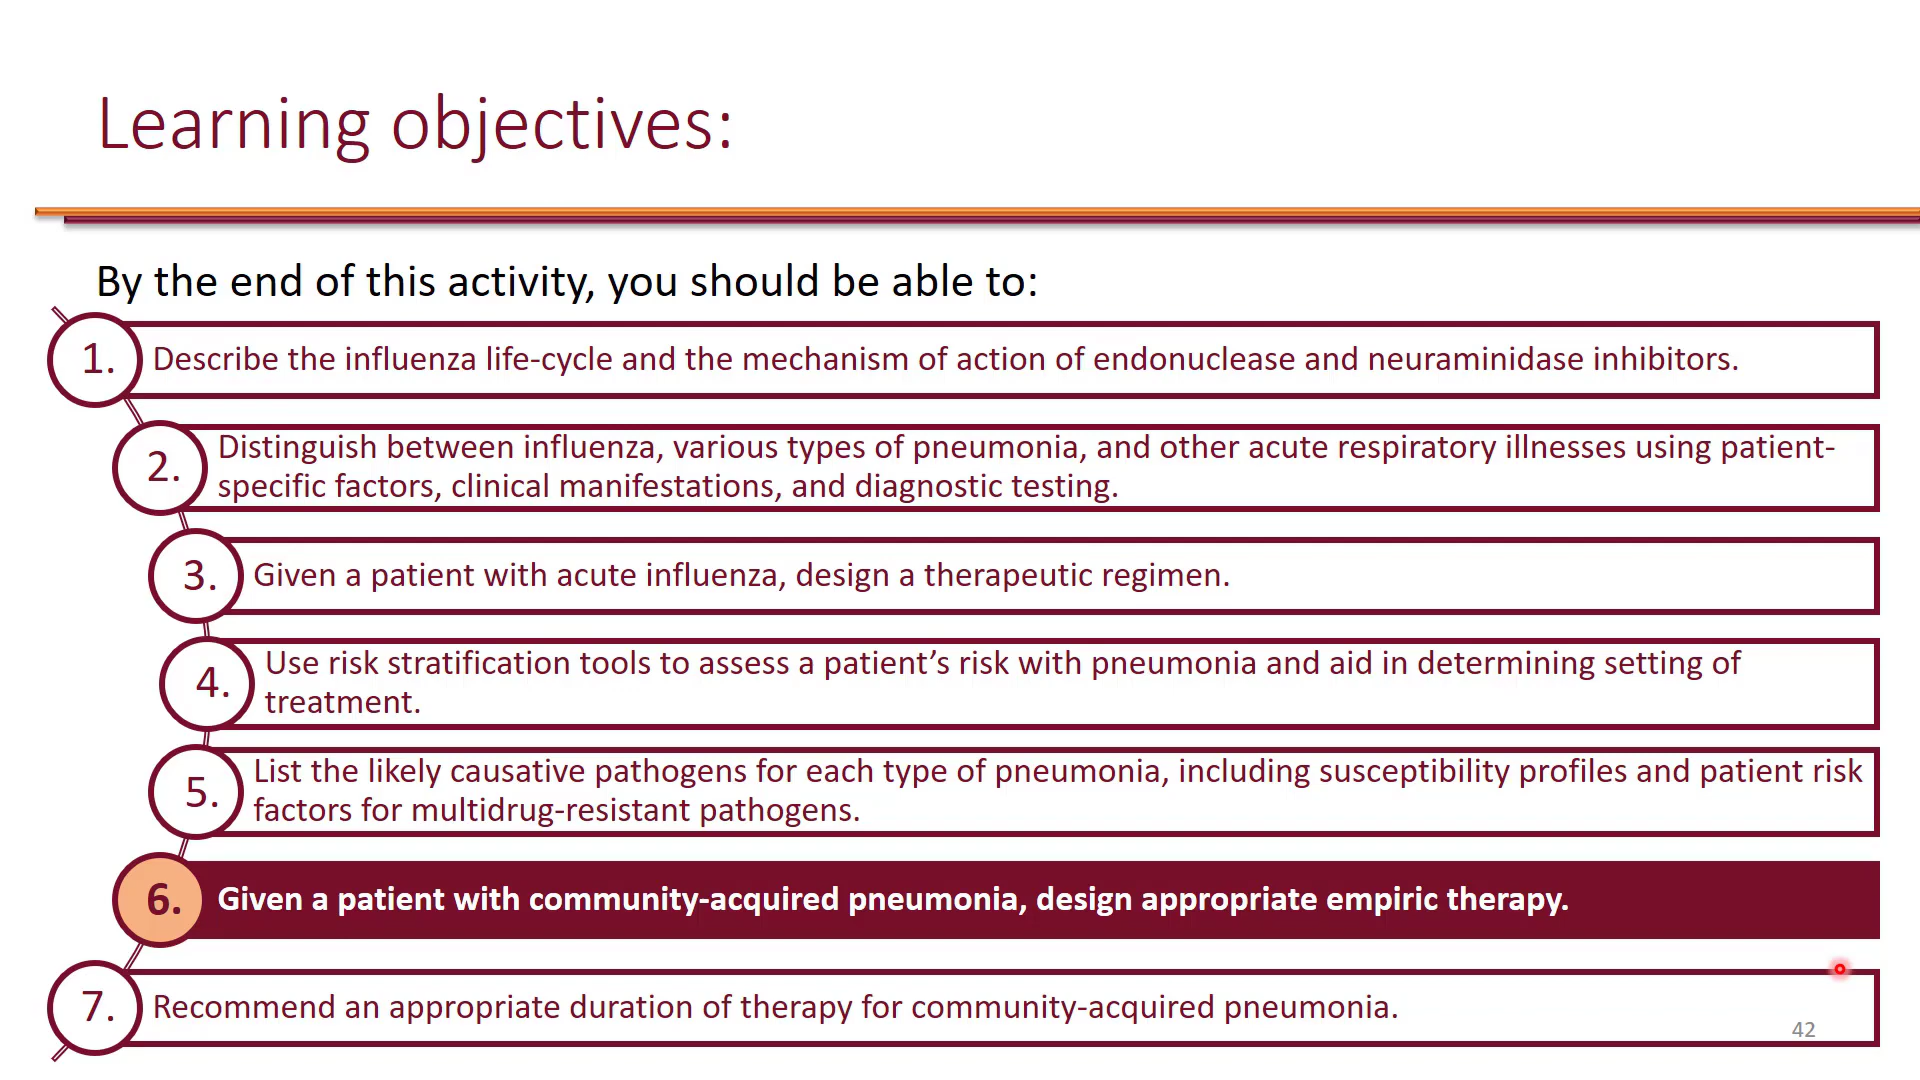 Learning objectives:
By the end of this activity, you should be able to:
1. Describe the influenza life-cycle and the mechanism of action of endonuclease and neuraminidase inhibitors.
2. Distinguish between influenza, various types of pneumonia, and other acute respiratory illnesses using patient-
specific factors, clinical manifestations, and diagnostic testing.
3. Given a patient with acute influenza, design a therapeutic regimen.
4. Use risk stratification tools to assess a patient’s risk with pneumonia and aid in determining setting of
treatment.
5. List the likely causative pathogens for each type of pneumonia, including susceptibility profiles and patient risk
factors for multidrug-resistant pathogens.
6. Given a patient with community-acquired pneumonia, design appropriate empiric therapy.
7. Recommend an appropriate duration of therapy for community-acquired pneumonia.
42